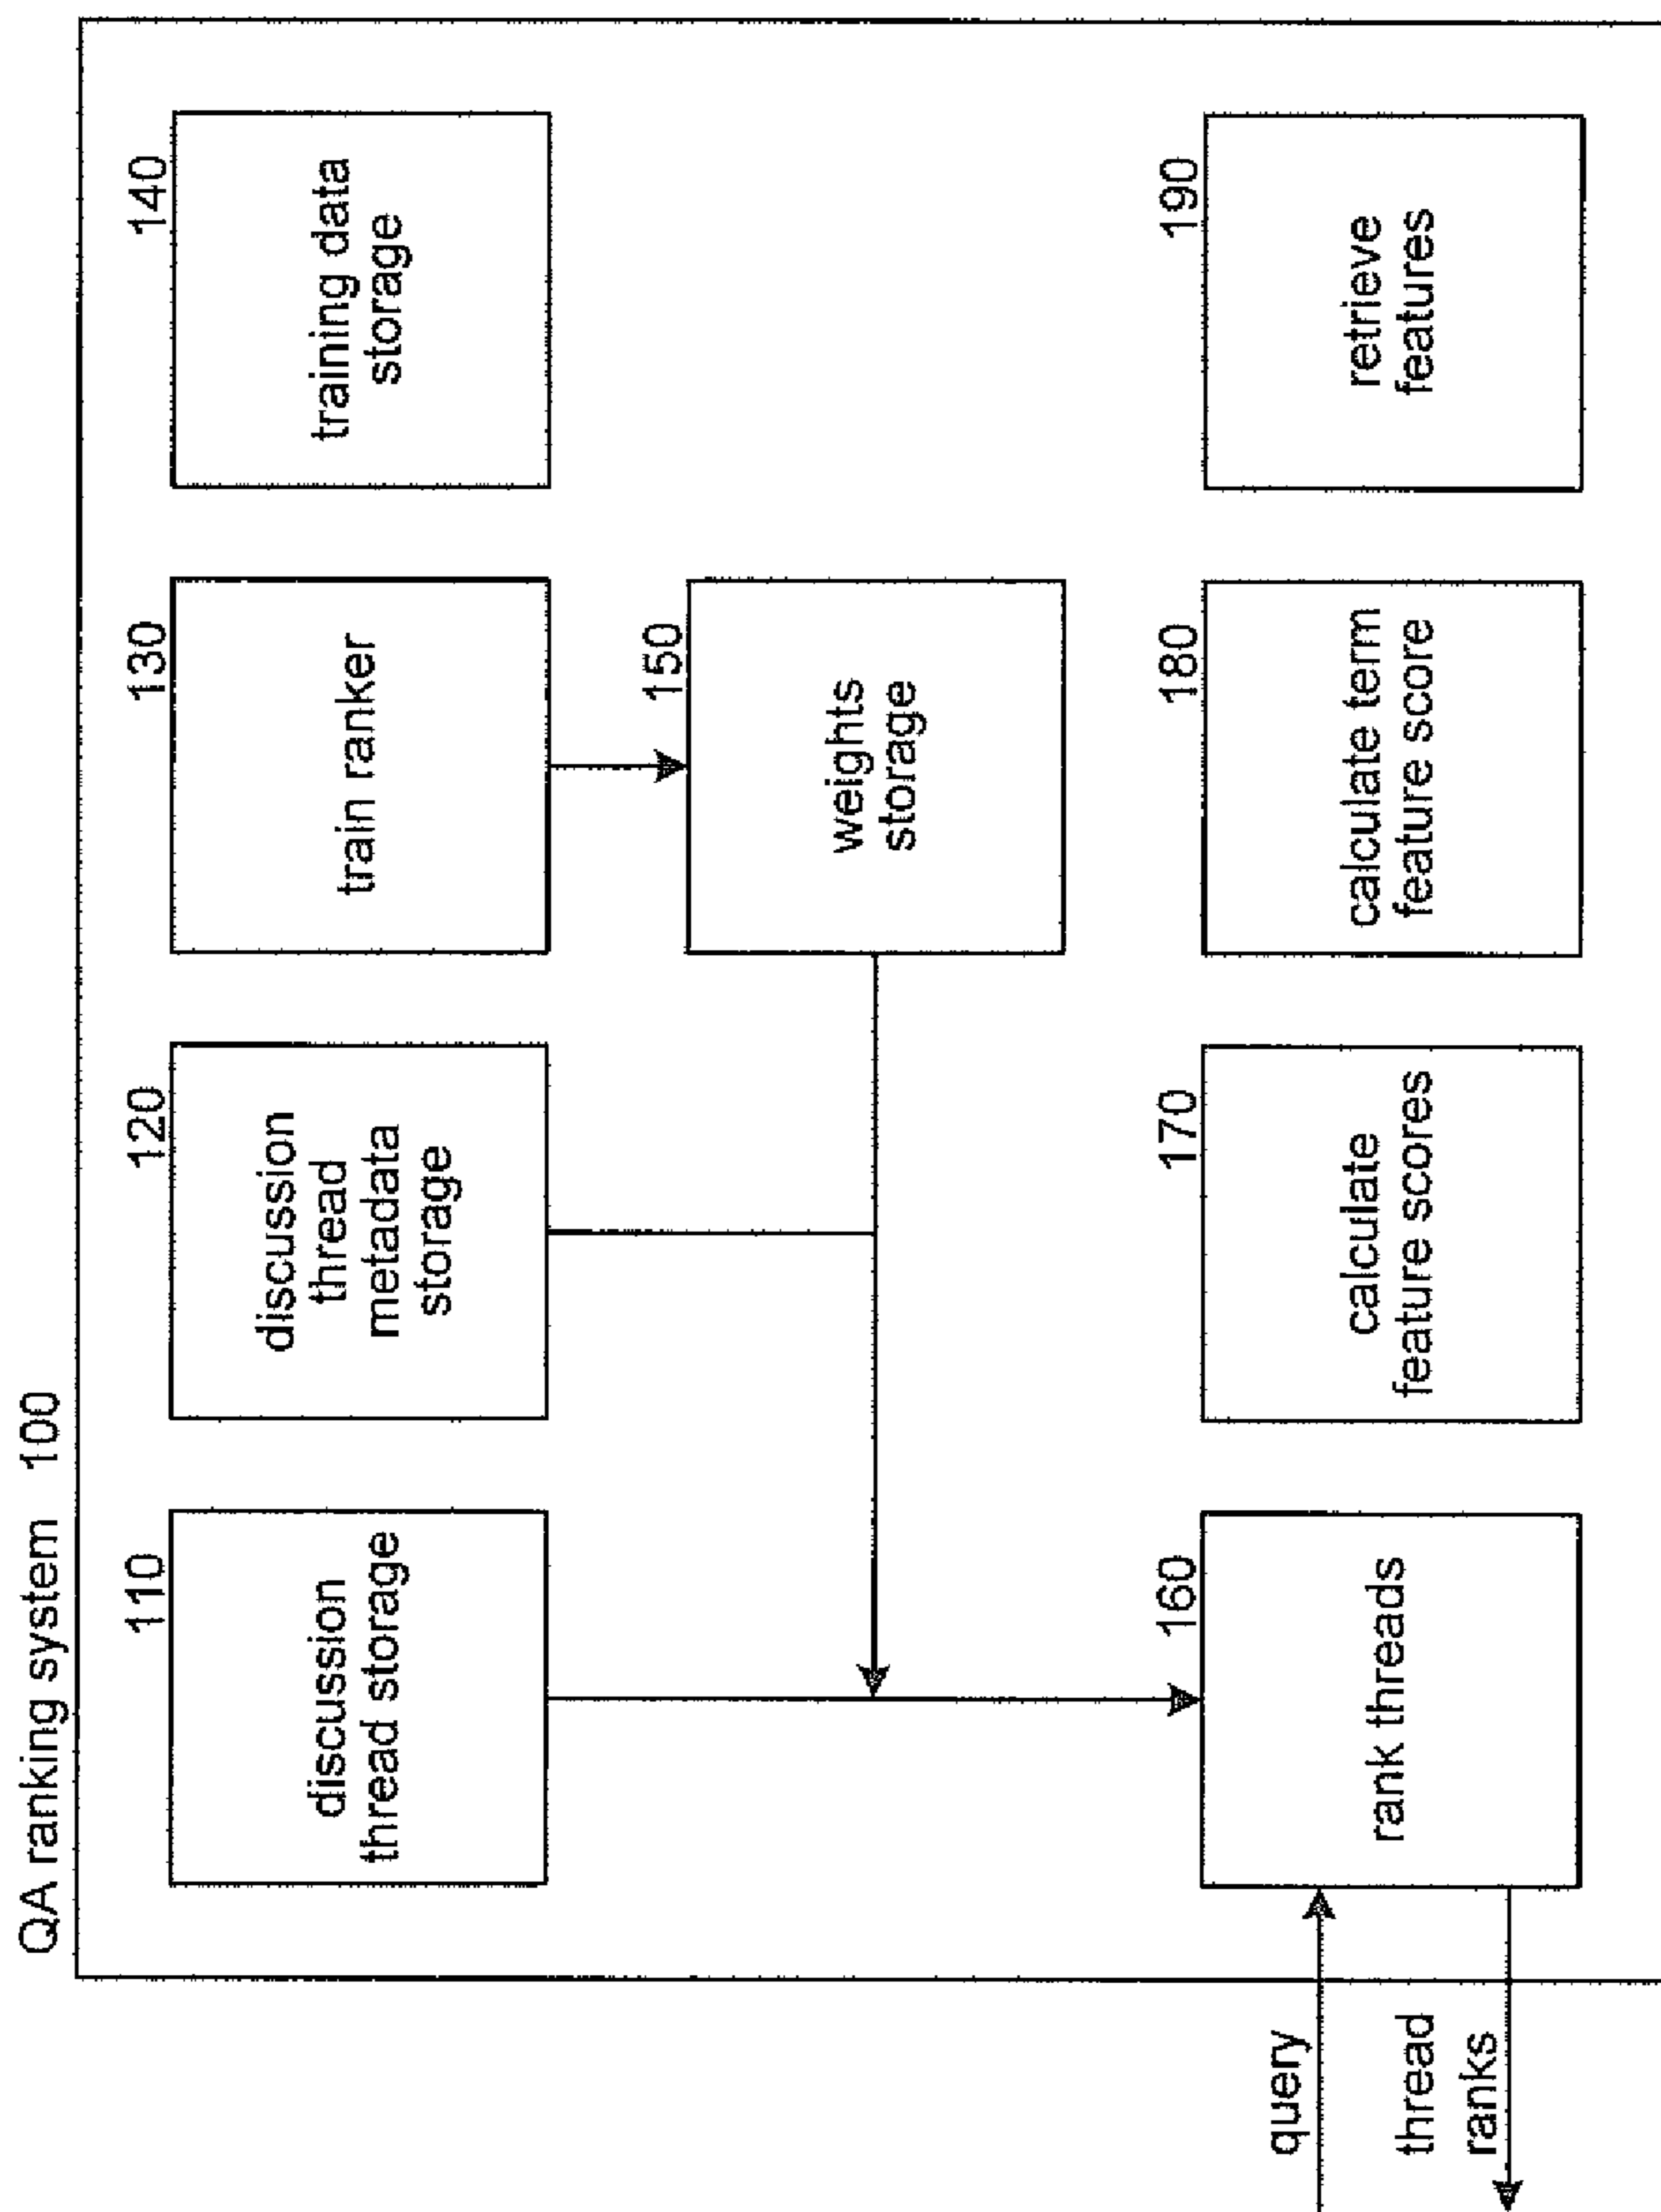 QA ranking system 100
110
discussion
thread storage
120
discussion
thread
metadata
storage
130
train ranker
140
training data
storage
150
weights
storage
query
thread
ranks
160
rank threads
170
calculate
feature scores
180
calculate term
feature score
190
retrieve
features